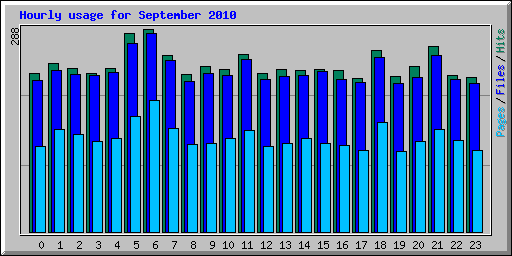 Hourly usage for September 2010
288
Pages / Files / Hits
0 1 2 3 4 5 6 7 8 9 10 11 12 13 14 15 16 17 18 19 20 21 22 23